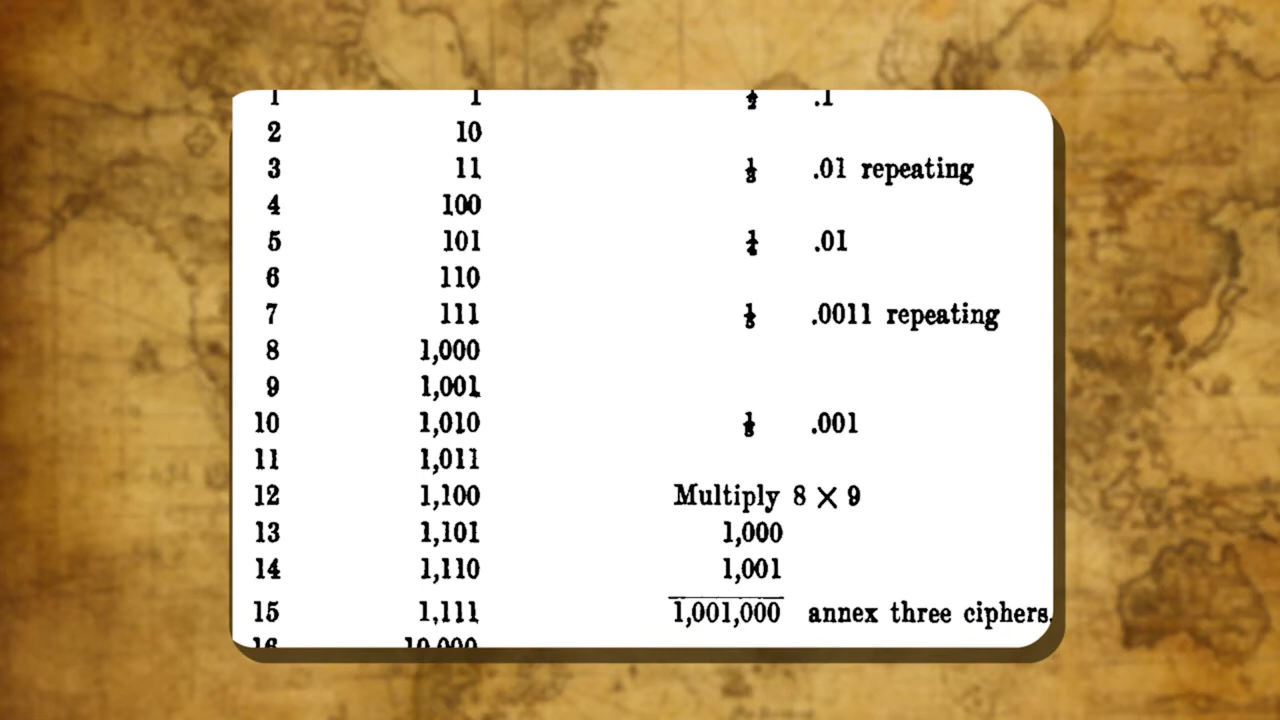 1 1 ½ .1
2 10
3 11 ⅓ .01 repeating
4 100
5 101 ¼ .01
6 110
7 111 ⅕ .0011 repeating
8 1,000
9 1,001
10 1,010 ⅛ .001
11 1,011
12 1,100 Multiply 8 × 9
13 1,101 1,000
14 1,110 1,001
15 1,111 1,001,000 annex three ciphers.
16 10,000